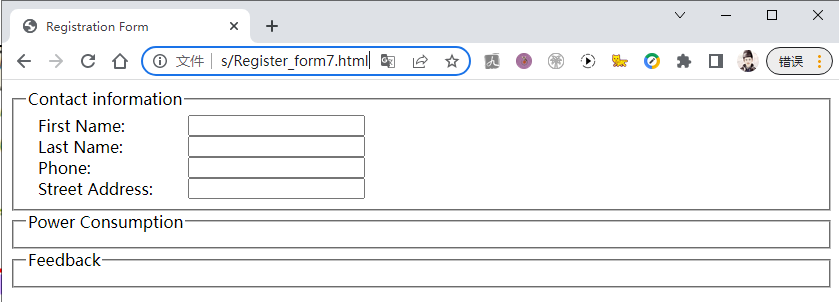 Registration Form
文件
s/Register_form7.html
错误
Contact information
First Name:
Last Name:
Phone:
Street Address:
Power Consumption
Feedback